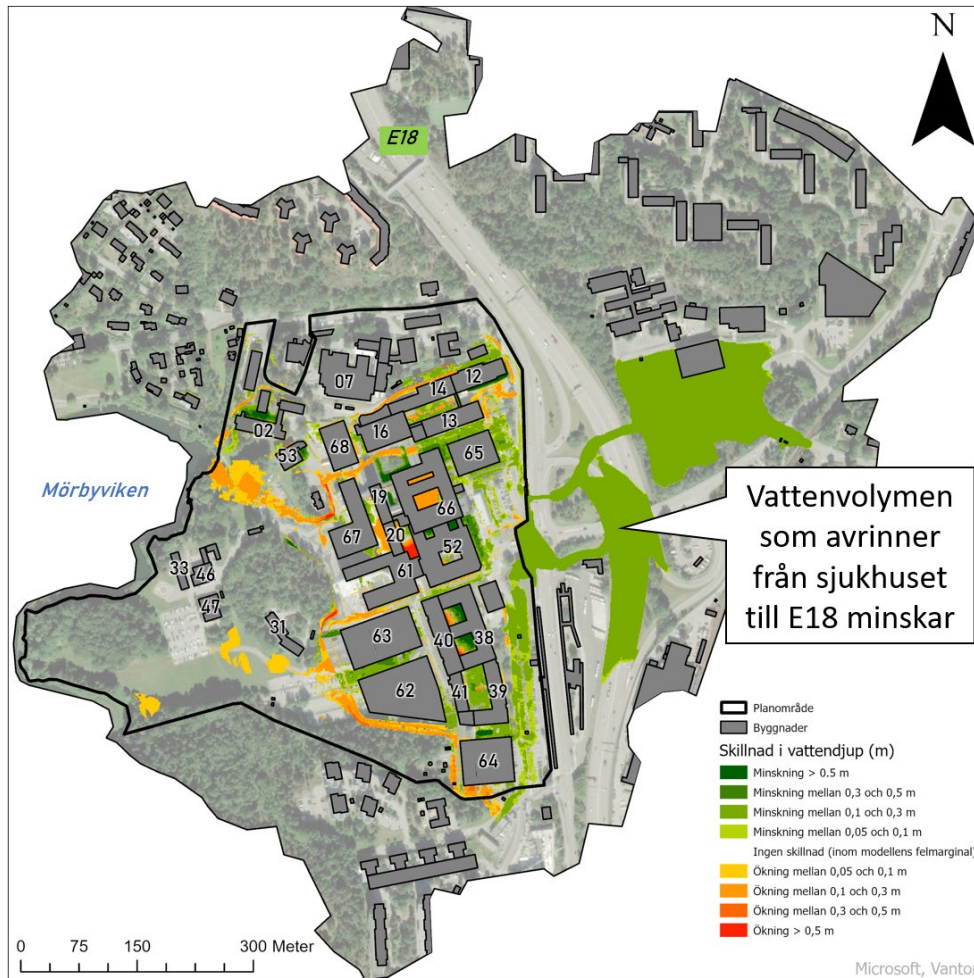 N
E18
07
12
14
13
16
02
68
53
65
Mörbyviken
19
66
67
20
52
61
33
46
47
31
63
40
38
62
41
39
64
Vattenvolymen
som avrinner
från sjukhuset
till E18 minskar
Planområde
Byggnader
Skillnad i vattendjup (m)
Minskning > 0.5 m
Minskning mellan 0,3 och 0,5 m
Minskning mellan 0,1 och 0,3 m
Minskning mellan 0,05 och 0,1 m
Ingen skillnad (inom modellens felmarginal)
Ökning mellan 0,05 och 0,1 m
Ökning mellan 0,1 och 0,3 m
Ökning mellan 0,3 och 0,5 m
Ökning > 0,5 m
0 75 150 300 Meter
Microsoft, Vantor